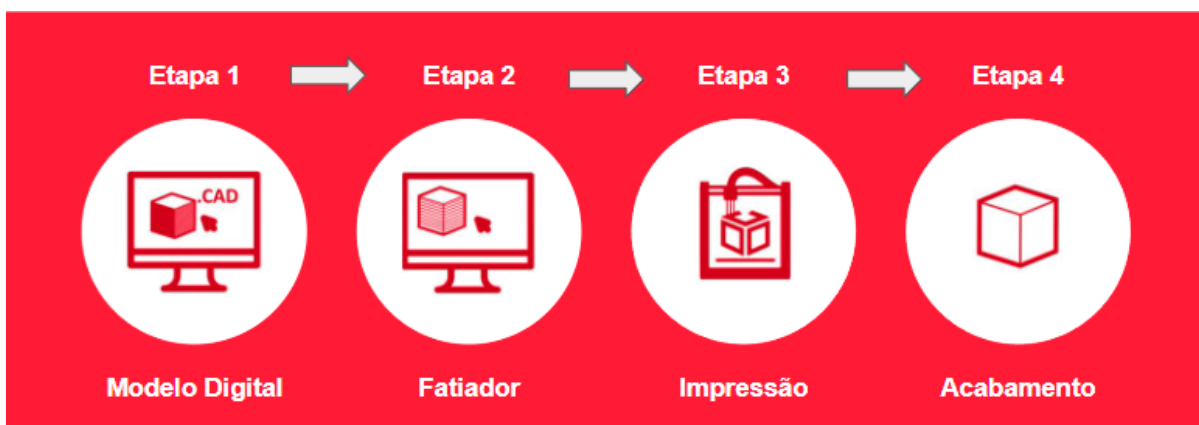 Etapa 1
Etapa 2
Etapa 3
Etapa 4
.CAD
Modelo Digital
Fatiador
Impressão
Acabamento